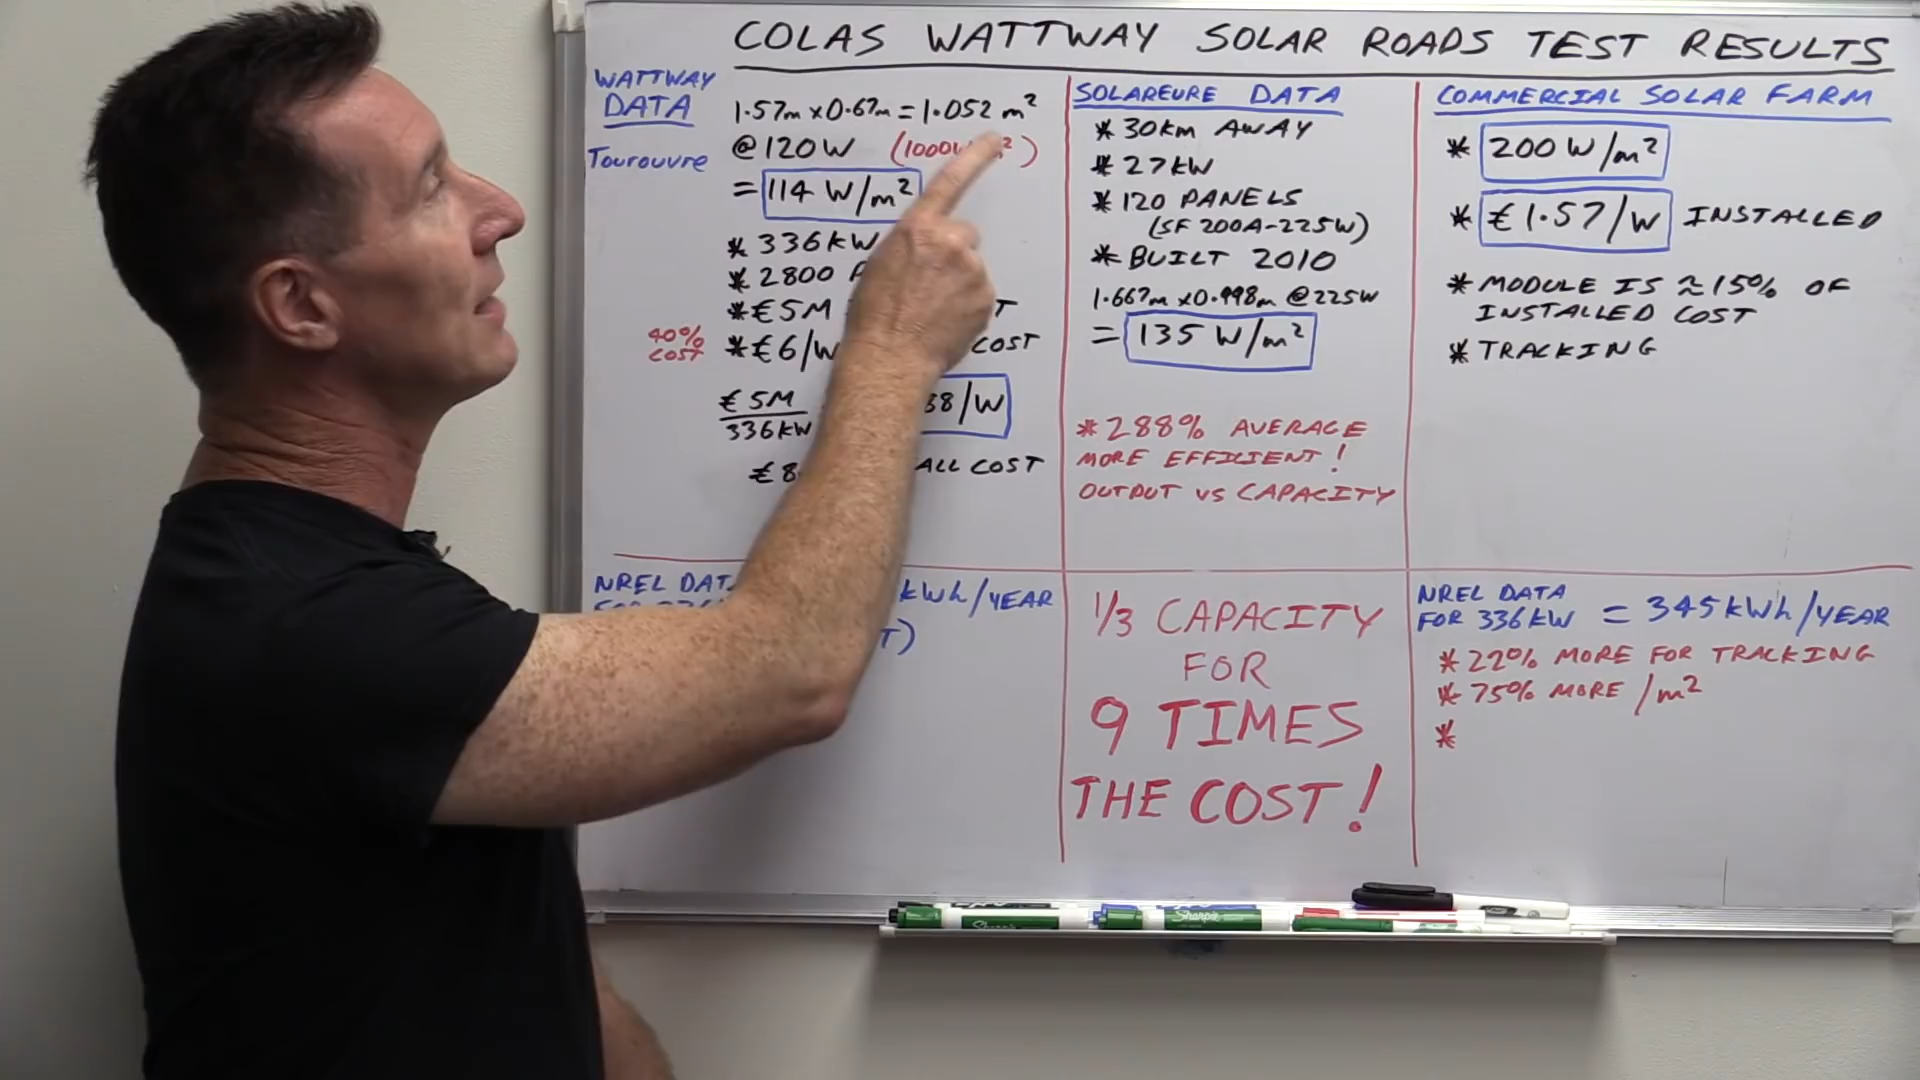 COLAS WATTWAY SOLAR ROADS TEST RESULTS
WATTWAY
DATA
Tourouvre
1.57m x 0.67m = 1.052 m²
@ 120W
= 114 W/m²
* 336kW
* 2800
* €5M
40%
COST
* €6/W COST
€5M
336kW
38/W
€8 ALL COST
SOLAREURE DATA
* 30km AWAY
* 27kW
* 120 PANELS
(SF 200A-225W)
* BUILT 2010
1.667m x 0.998m @ 225W
= 135 W/m²
* 288% AVERAGE
MORE EFFICIENT!
OUTPUT vs CAPACITY
COMMERCIAL SOLAR FARM
* 200 W/m²
* €1.57/W INSTALLED
* MODULE IS ≈15% OF
INSTALLED COST
* TRACKING
NREL DATA
kWh/YEAR
1/3 CAPACITY
FOR
9 TIMES
THE COST!
NREL DATA
FOR 336kW = 345kWh/YEAR
* 22% MORE FOR TRACKING
* 75% MORE /m²
*
Sharpie
Sharpie